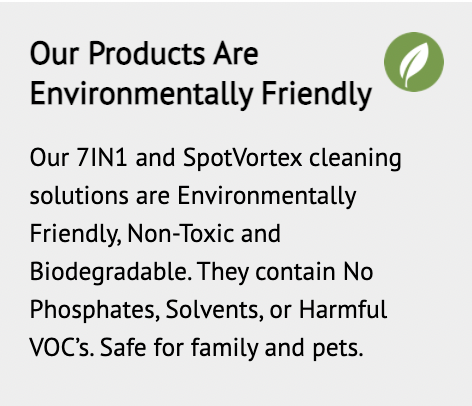 Our Products Are
Environmentally Friendly
Our 7IN1 and SpotVortex cleaning
solutions are Environmentally
Friendly, Non-Toxic and
Biodegradable. They contain No
Phosphates, Solvents, or Harmful
VOC’s. Safe for family and pets.